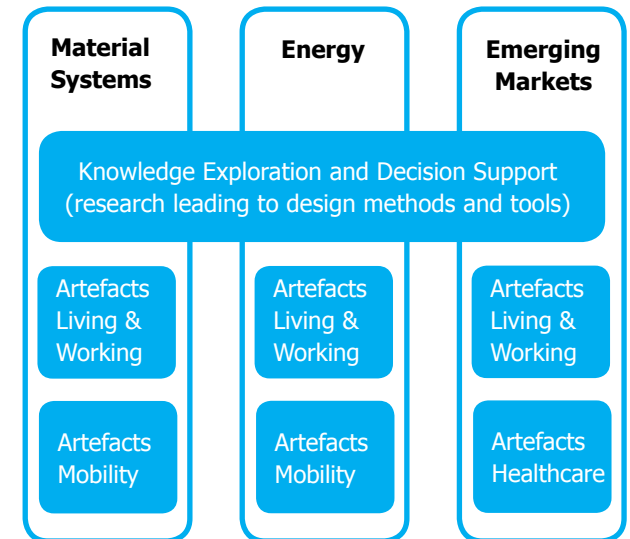 Material
Systems
Energy
Emerging
Markets
Knowledge Exploration and Decision Support
(research leading to design methods and tools)
Artefacts
Living &
Working
Artefacts
Living &
Working
Artefacts
Living &
Working
Artefacts
Mobility
Artefacts
Mobility
Artefacts
Healthcare